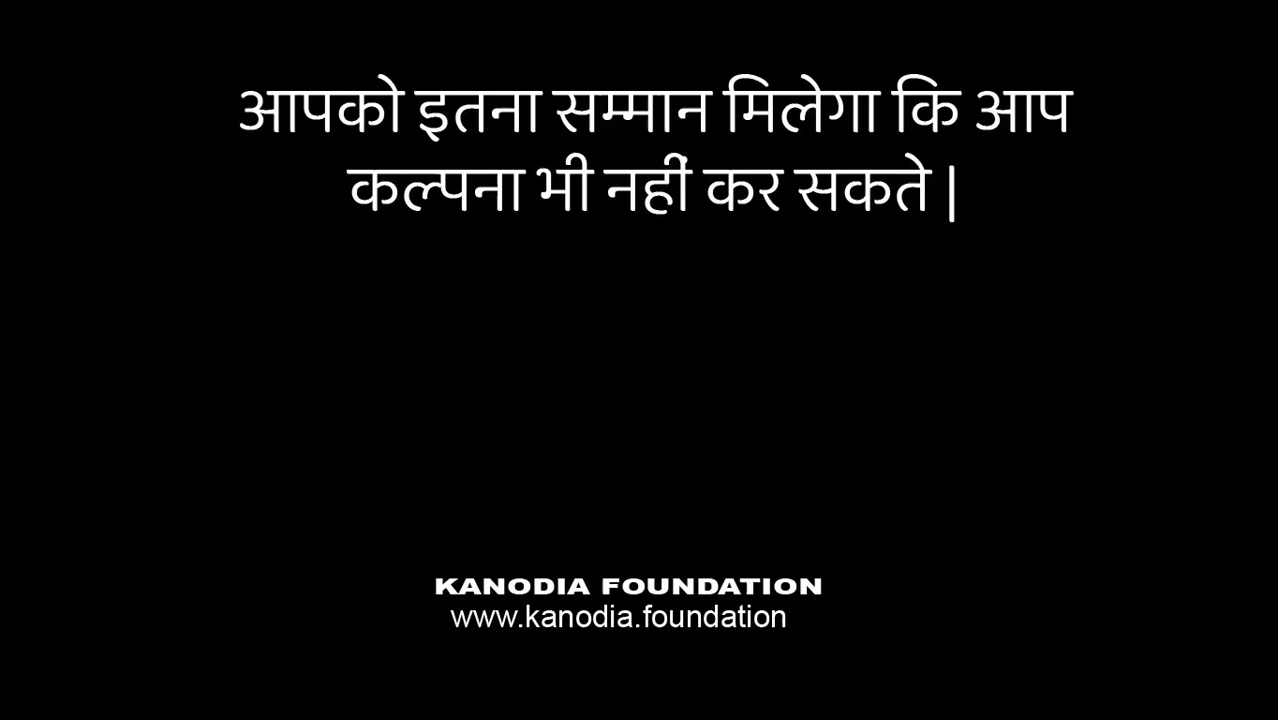 आपको इतना सम्मान मिलेगा कि आप
कल्पना भी नहीं कर सकते |
KANODIA FOUNDATION
www.kanodia.foundation